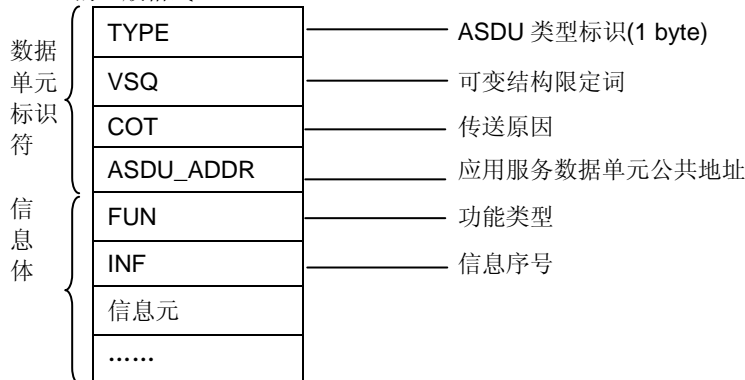 数据
单元
标识
符
TYPE
ASDU 类型标识(1 byte)
VSQ
可变结构限定词
COT
传送原因
ASDU_ADDR
应用服务数据单元公共地址
信
息
体
FUN
功能类型
INF
信息序号
信息元
……